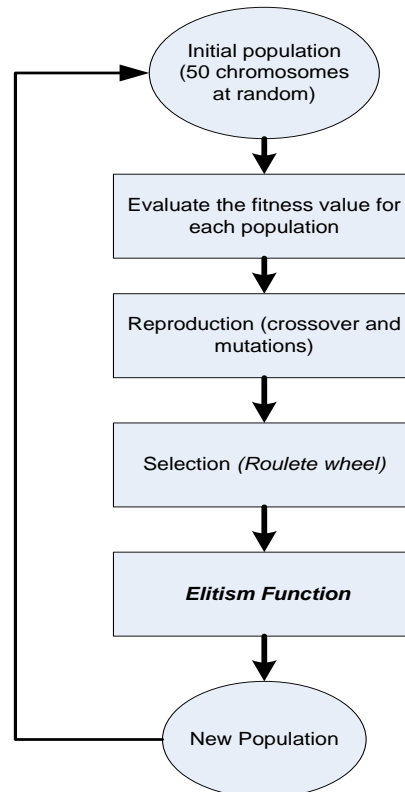 Initial population
(50 chromosomes
at random)
Evaluate the fitness value for
each population
Reproduction (crossover and
mutations)
Selection (Roulete wheel)
Elitism Function
New Population